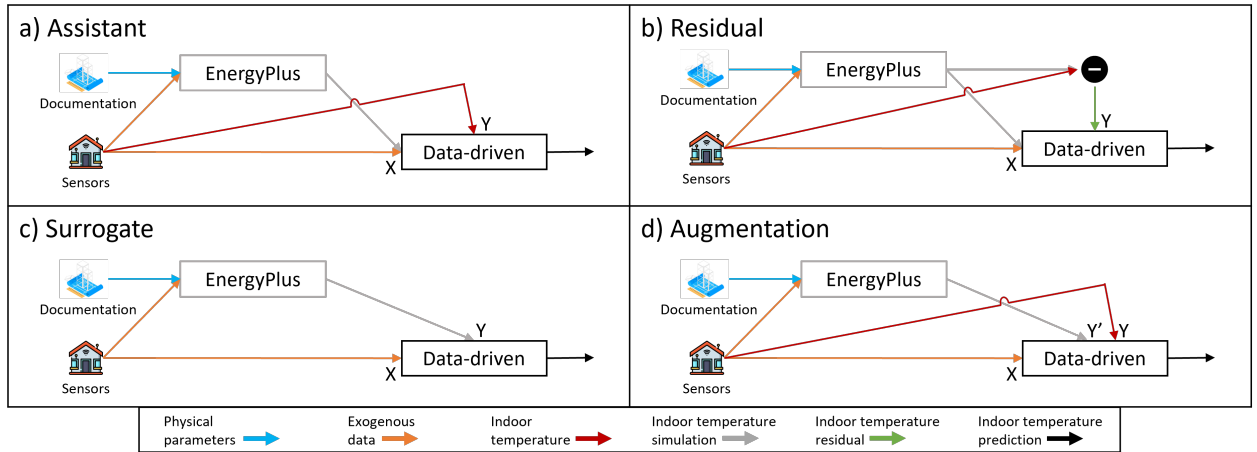 a) Assistant
EnergyPlus
Documentation
Y
Data-driven
X
Sensors
b) Residual
EnergyPlus
Documentation
Y
Data-driven
X
Sensors
c) Surrogate
EnergyPlus
Documentation
Y
Data-driven
X
Sensors
d) Augmentation
EnergyPlus
Documentation
Y’ Y
Data-driven
X
Sensors
Physical
parameters
Exogenous
data
Indoor
temperature
Indoor temperature
simulation
Indoor temperature
residual
Indoor temperature
prediction